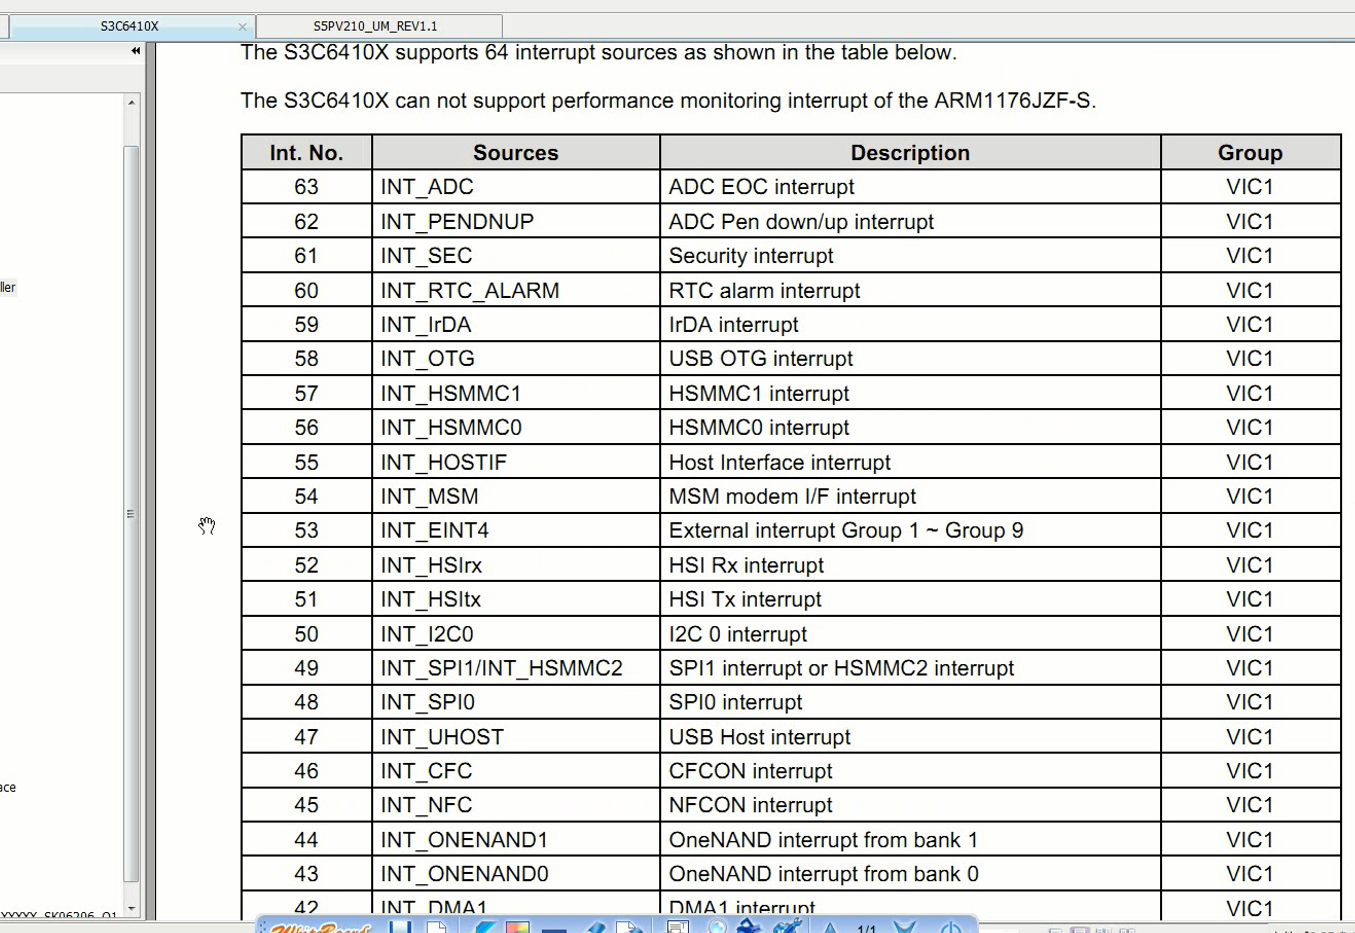 S3C6410X
S5PV210_UM_REV1.1
The S3C6410X supports 64 interrupt sources as shown in the table below.
The S3C6410X can not support performance monitoring interrupt of the ARM1176JZF-S.
Int. No. Sources Description Group
63 INT_ADC ADC EOC interrupt VIC1
62 INT_PENDNUP ADC Pen down/up interrupt VIC1
61 INT_SEC Security interrupt VIC1
60 INT_RTC_ALARM RTC alarm interrupt VIC1
ller
59 INT_IrDA IrDA interrupt VIC1
58 INT_OTG USB OTG interrupt VIC1
57 INT_HSMMC1 HSMMC1 interrupt VIC1
56 INT_HSMMC0 HSMMC0 interrupt VIC1
55 INT_HOSTIF Host Interface interrupt VIC1
54 INT_MSM MSM modem I/F interrupt VIC1
53 INT_EINT4 External interrupt Group 1 ~ Group 9 VIC1
52 INT_HSIrx HSI Rx interrupt VIC1
51 INT_HSItx HSI Tx interrupt VIC1
50 INT_I2C0 I2C 0 interrupt VIC1
49 INT_SPI1/INT_HSMMC2 SPI1 interrupt or HSMMC2 interrupt VIC1
48 INT_SPI0 SPI0 interrupt VIC1
47 INT_UHOST USB Host interrupt VIC1
46 INT_CFC CFCON interrupt VIC1
ace
45 INT_NFC NFCON interrupt VIC1
44 INT_ONENAND1 OneNAND interrupt from bank 1 VIC1
43 INT_ONENAND0 OneNAND interrupt from bank 0 VIC1
42 INT_DMA1 DMA1 interrupt VIC1
WhiteBoard 1/1